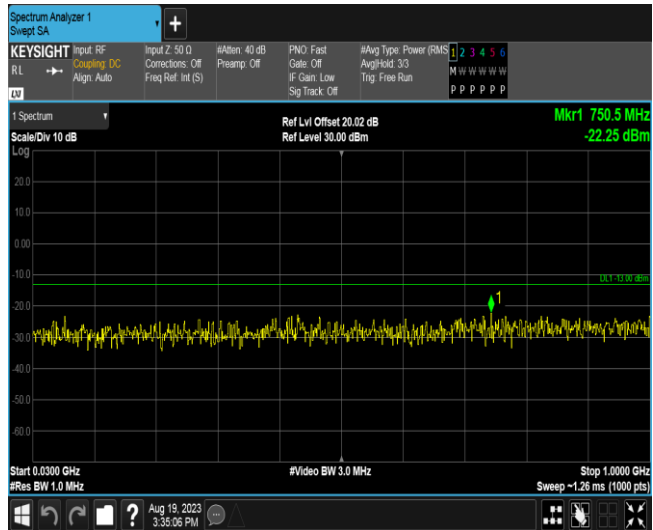 Spectrum Analyzer 1
Swept SA
+
KEYSIGHT
RL
LXI
Input: RF
Coupling: DC
Align: Auto
Input Z: 50 Ω
Corrections: Off
Freq Ref: Int (S)
#Atten: 40 dB
Preamp: Off
PNO: Fast
Gate: Off
IF Gain: Low
Sig Track: Off
#Avg Type: Power (RMS
Avg|Hold: 3/3
Trig: Free Run
1 2 3 4 5 6
M W W W W W
P P P P P P
1 Spectrum
Scale/Div 10 dB
Log
Ref Lvl Offset 20.02 dB
Ref Level 30.00 dBm
Mkr1 750.5 MHz
-22.25 dBm
20.0
10.0
0.00
-10.0
DL1 -13.00 dBm
1
-20.0
-30.0
-40.0
-50.0
-60.0
Start 0.0300 GHz
#Res BW 1.0 MHz
#Video BW 3.0 MHz
Stop 1.0000 GHz
Sweep ~1.26 ms (1000 pts)
?
Aug 19, 2023
3:35:06 PM